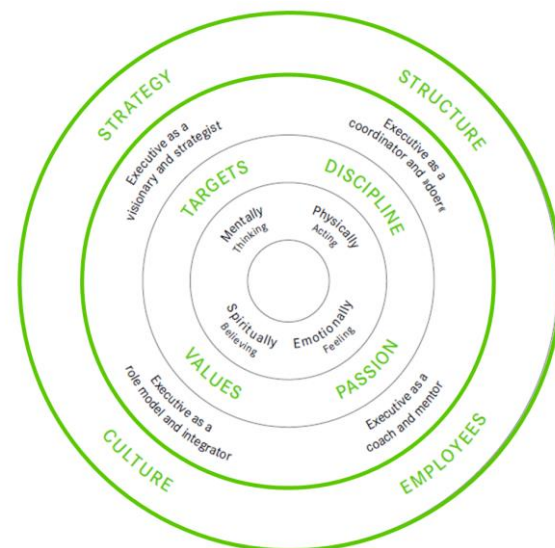 STRATEGY
STRUCTURE
Executive as a
visionary and strategist
Executive as a
coordinator and »doer«
TARGETS
DISCIPLINE
Mentally
Thinking
Physically
Acting
Spiritually
Believing
Emotionally
Feeling
VALUES
PASSION
Executive as a
role model and integrator
Executive as a
coach and mentor
CULTURE
EMPLOYEES